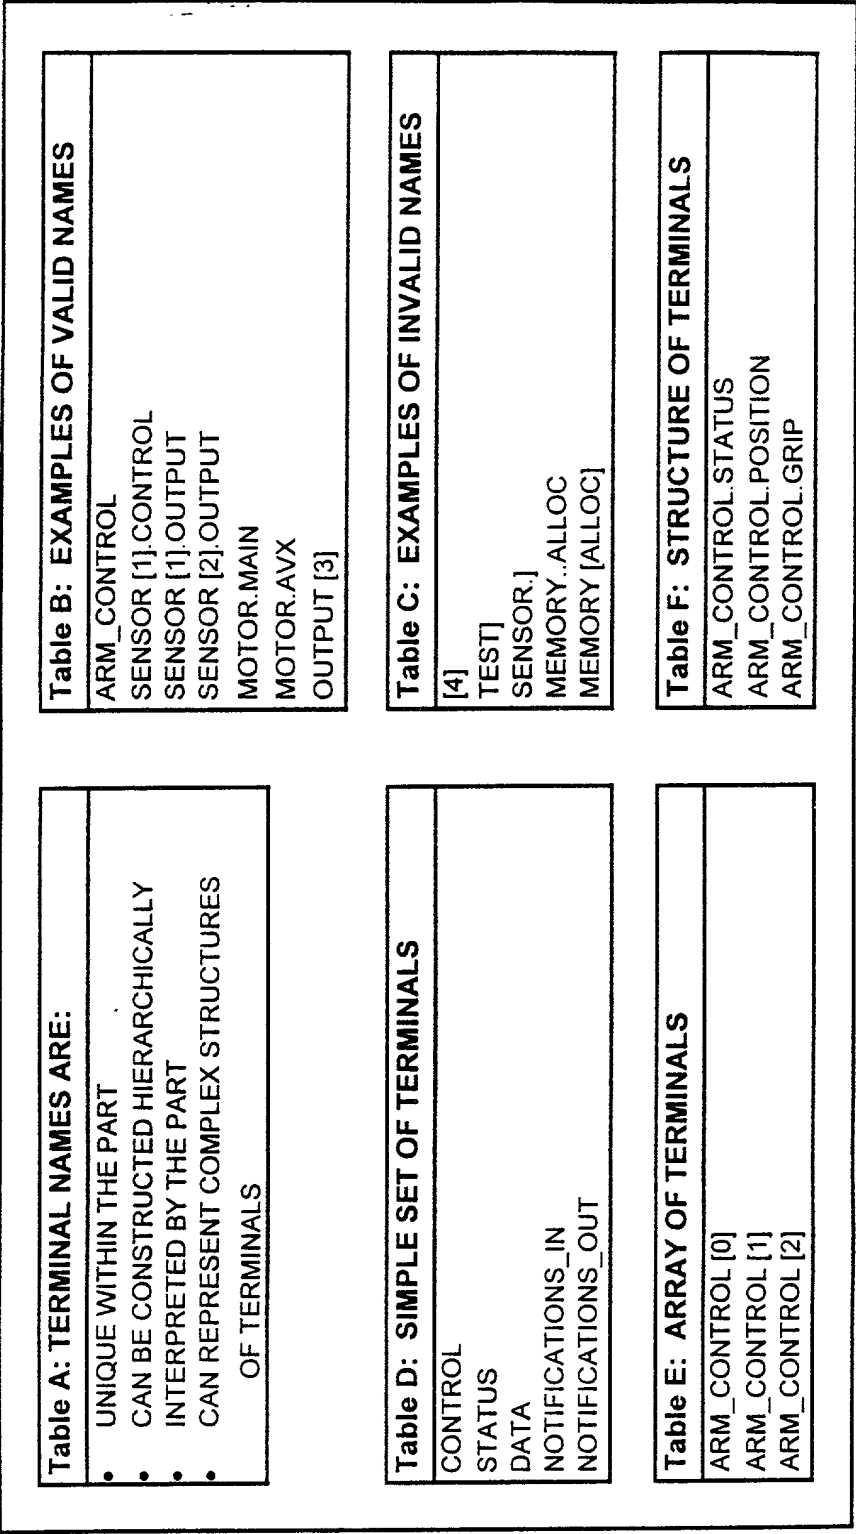 Table A: TERMINAL NAMES ARE:
• UNIQUE WITHIN THE PART
• CAN BE CONSTRUCTED HIERARCHICALLY
• INTERPRETED BY THE PART
• CAN REPRESENT COMPLEX STRUCTURES
OF TERMINALS
Table B: EXAMPLES OF VALID NAMES
ARM_CONTROL
SENSOR [1].CONTROL
SENSOR [1].OUTPUT
SENSOR [2].OUTPUT
MOTOR.MAIN
MOTOR.AVX
OUTPUT [3]
Table D: SIMPLE SET OF TERMINALS
CONTROL
STATUS
DATA
NOTIFICATIONS_IN
NOTIFICATIONS_OUT
Table C: EXAMPLES OF INVALID NAMES
[4]
TEST]
SENSOR.]
MEMORY..ALLOC
MEMORY [ALLOC]
Table E: ARRAY OF TERMINALS
ARM_CONTROL [0]
ARM_CONTROL [1]
ARM_CONTROL [2]
Table F: STRUCTURE OF TERMINALS
ARM_CONTROL.STATUS
ARM_CONTROL.POSITION
ARM_CONTROL.GRIP